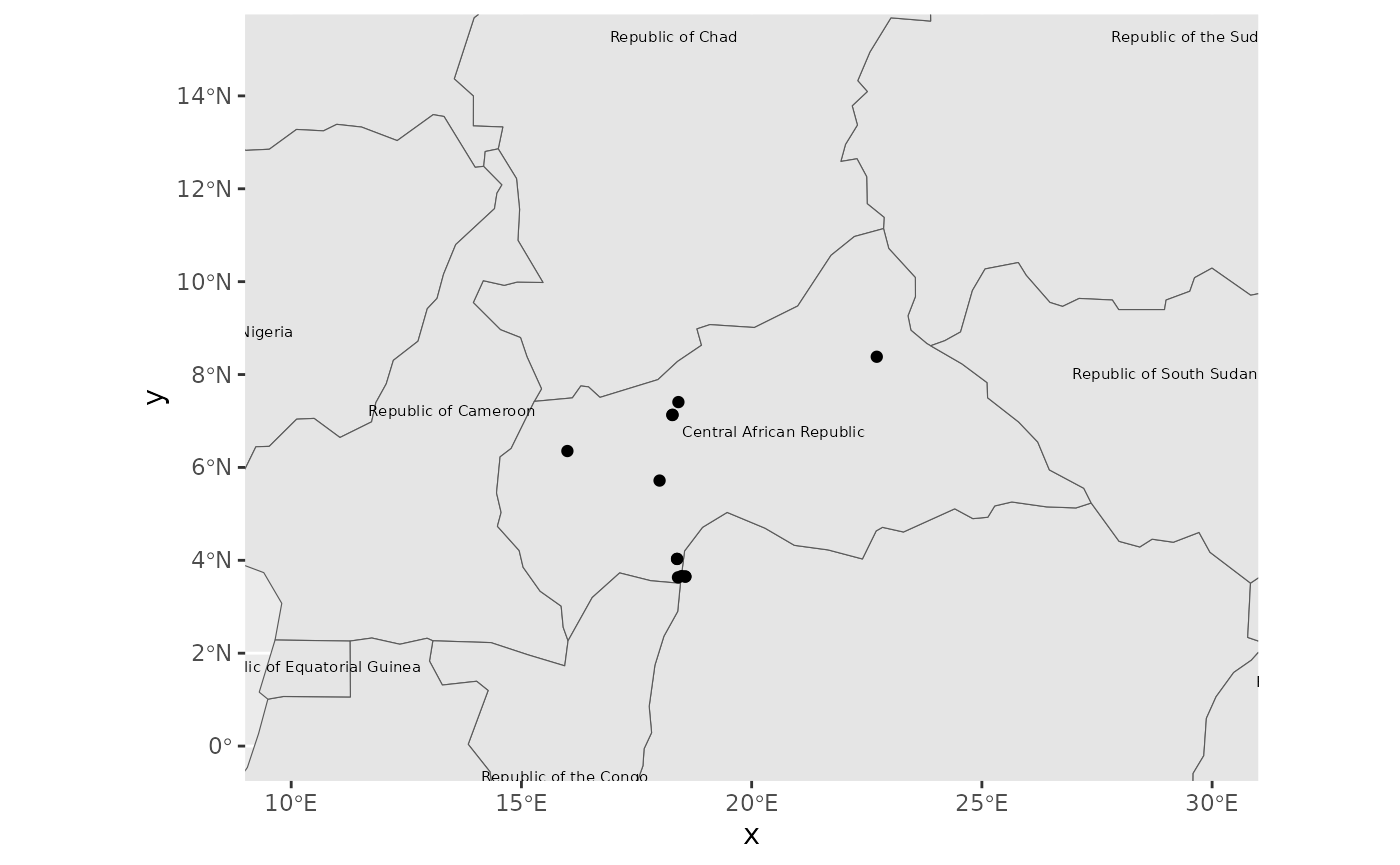 Republic of Chad
Republic of the Sud
14°N
12°N
10°N
Nigeria
8°N
Republic of South Sudan
Republic of Cameroon
Central African Republic
6°N
4°N
2°N
lic of Equatorial Guinea
0°
Republic of the Congo
10°E
15°E
20°E
25°E
30°E
x
y